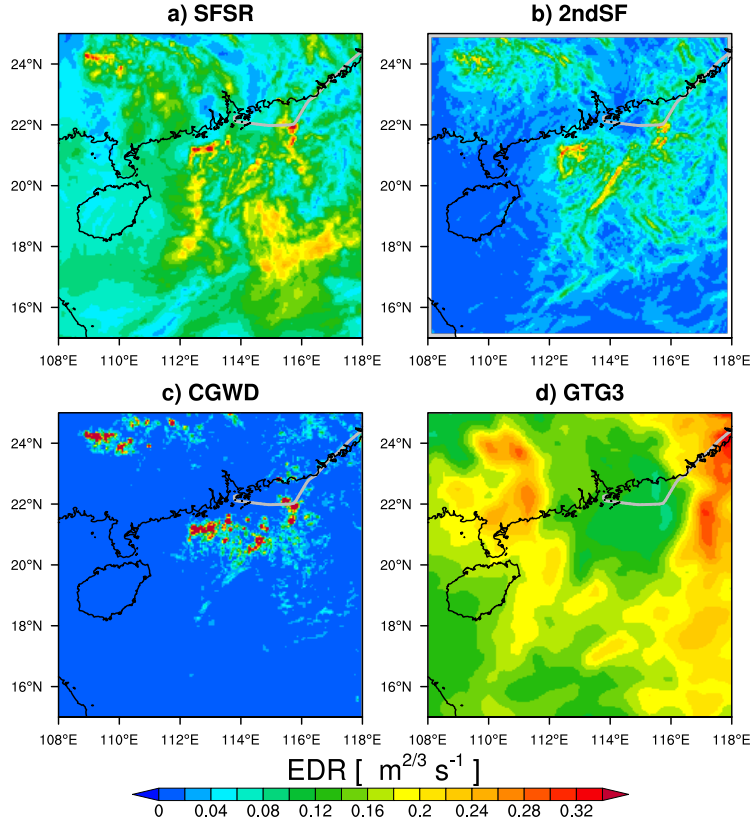 a) SFSR
b) 2ndSF
24°N
22°N
20°N
18°N
16°N
24°N
22°N
20°N
18°N
16°N
108°E 110°E 112°E 114°E 116°E 118°E
108°E 110°E 112°E 114°E 116°E 118°E
c) CGWD
d) GTG3
24°N
22°N
20°N
18°N
16°N
24°N
22°N
20°N
18°N
16°N
108°E 110°E 112°E 114°E 116°E 118°E
108°E 110°E 112°E 114°E 116°E 118°E
EDR [ m^2/3 s^-1 ]
0 0.04 0.08 0.12 0.16 0.2 0.24 0.28 0.32